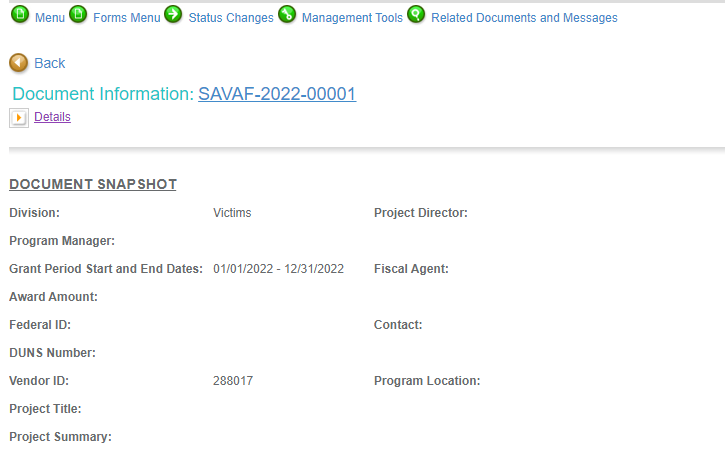 Menu Forms Menu Status Changes Management Tools Related Documents and Messages
Back
Document Information: SAVAF-2022-00001
Details
DOCUMENT SNAPSHOT
Division: Victims Project Director:
Program Manager:
Grant Period Start and End Dates: 01/01/2022 - 12/31/2022 Fiscal Agent:
Award Amount:
Federal ID: Contact:
DUNS Number:
Vendor ID: 288017 Program Location:
Project Title:
Project Summary: